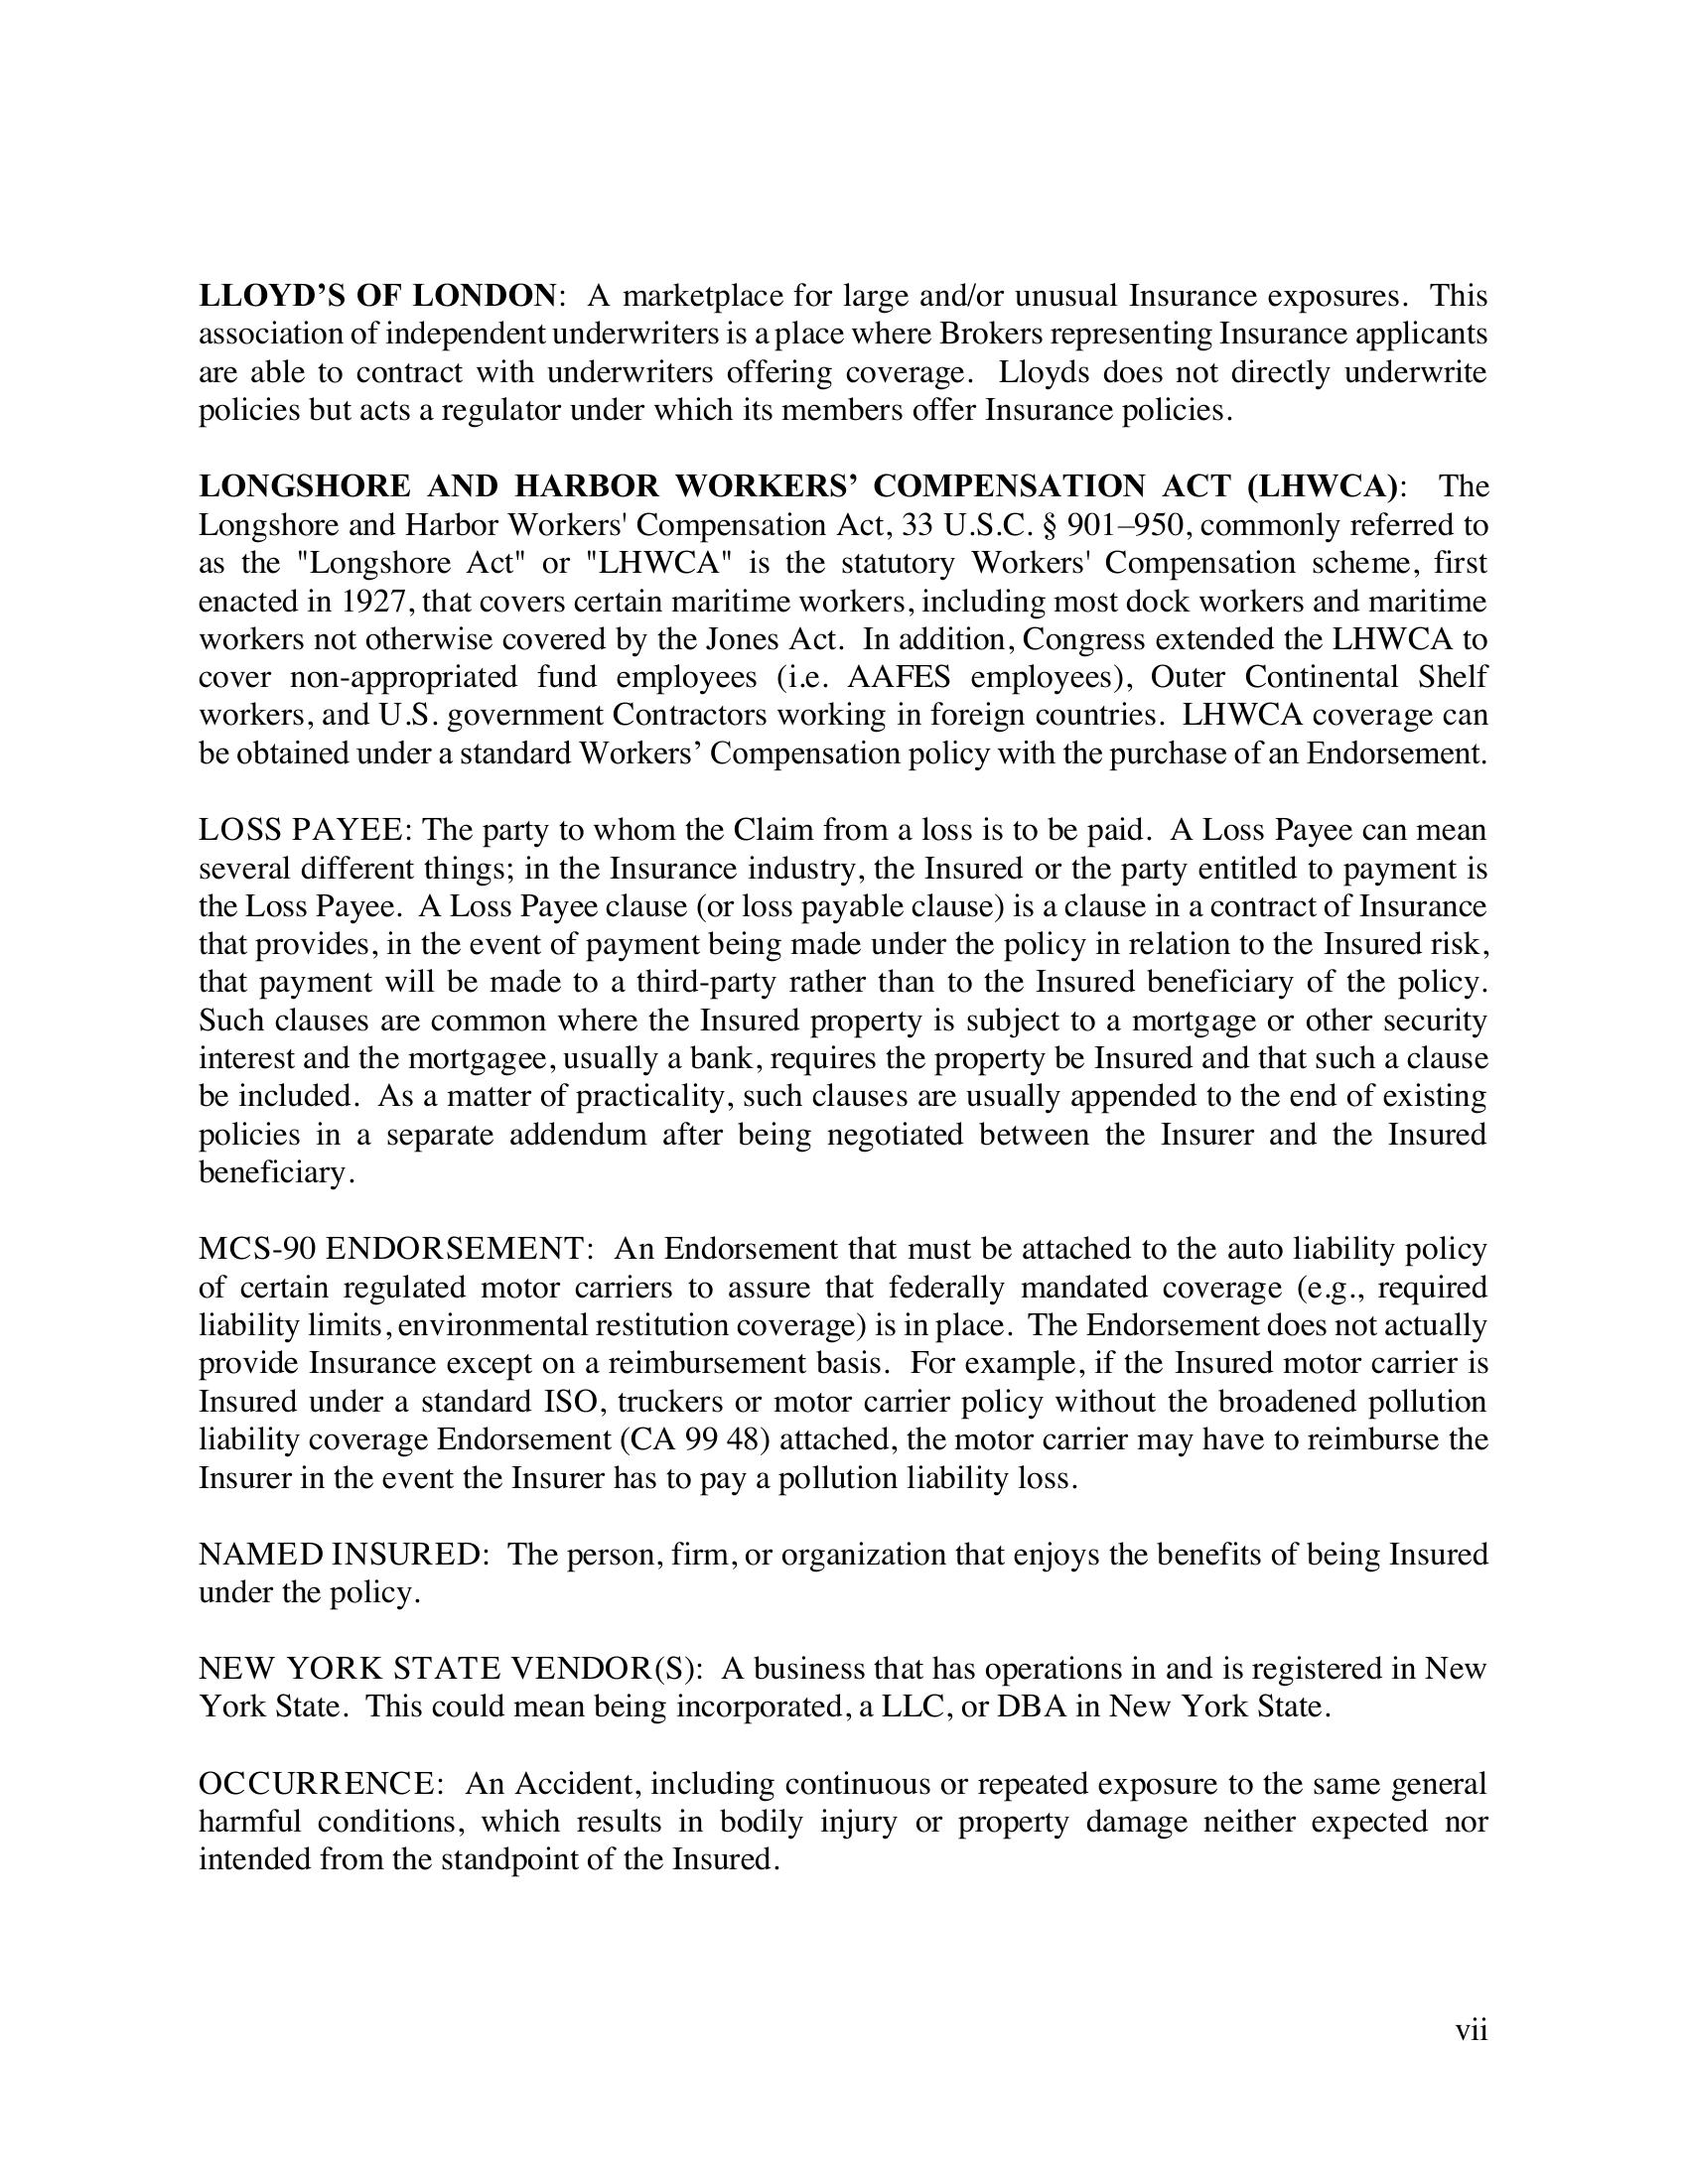 LLOYD’S OF LONDON: A marketplace for large and/or unusual Insurance exposures. This
association of independent underwriters is a place where Brokers representing Insurance applicants
are able to contract with underwriters offering coverage. Lloyds does not directly underwrite
policies but acts a regulator under which its members offer Insurance policies.
LONGSHORE AND HARBOR WORKERS’ COMPENSATION ACT (LHWCA): The
Longshore and Harbor Workers' Compensation Act, 33 U.S.C. § 901–950, commonly referred to
as the "Longshore Act" or "LHWCA" is the statutory Workers' Compensation scheme, first
enacted in 1927, that covers certain maritime workers, including most dock workers and maritime
workers not otherwise covered by the Jones Act. In addition, Congress extended the LHWCA to
cover non-appropriated fund employees (i.e. AAFES employees), Outer Continental Shelf
workers, and U.S. government Contractors working in foreign countries. LHWCA coverage can
be obtained under a standard Workers’ Compensation policy with the purchase of an Endorsement.
LOSS PAYEE: The party to whom the Claim from a loss is to be paid. A Loss Payee can mean
several different things; in the Insurance industry, the Insured or the party entitled to payment is
the Loss Payee. A Loss Payee clause (or loss payable clause) is a clause in a contract of Insurance
that provides, in the event of payment being made under the policy in relation to the Insured risk,
that payment will be made to a third-party rather than to the Insured beneficiary of the policy.
Such clauses are common where the Insured property is subject to a mortgage or other security
interest and the mortgagee, usually a bank, requires the property be Insured and that such a clause
be included. As a matter of practicality, such clauses are usually appended to the end of existing
policies in a separate addendum after being negotiated between the Insurer and the Insured
beneficiary.
MCS-90 ENDORSEMENT: An Endorsement that must be attached to the auto liability policy
of certain regulated motor carriers to assure that federally mandated coverage (e.g., required
liability limits, environmental restitution coverage) is in place. The Endorsement does not actually
provide Insurance except on a reimbursement basis. For example, if the Insured motor carrier is
Insured under a standard ISO, truckers or motor carrier policy without the broadened pollution
liability coverage Endorsement (CA 99 48) attached, the motor carrier may have to reimburse the
Insurer in the event the Insurer has to pay a pollution liability loss.
NAMED INSURED: The person, firm, or organization that enjoys the benefits of being Insured
under the policy.
NEW YORK STATE VENDOR(S): A business that has operations in and is registered in New
York State. This could mean being incorporated, a LLC, or DBA in New York State.
OCCURRENCE: An Accident, including continuous or repeated exposure to the same general
harmful conditions, which results in bodily injury or property damage neither expected nor
intended from the standpoint of the Insured.
vii